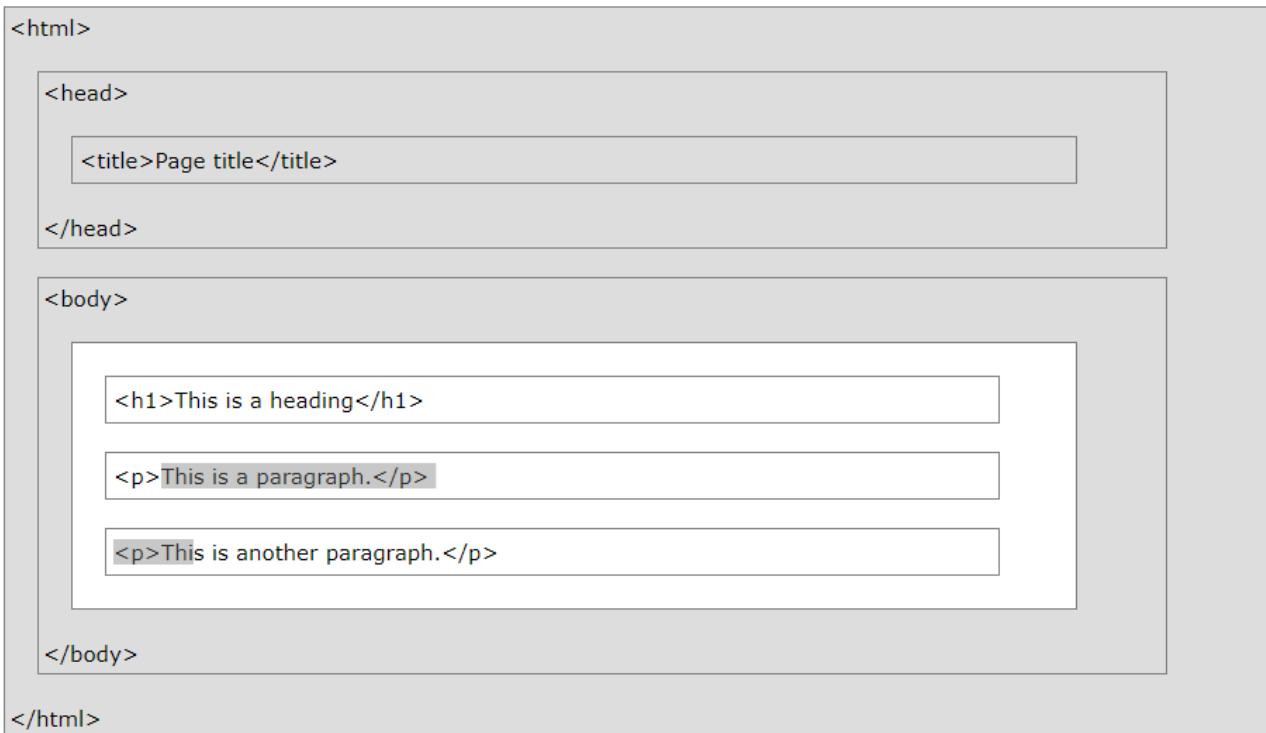 <html>
<head>
<title>Page title</title>
</head>
<body>
<h1>This is a heading</h1>
<p>This is a paragraph.</p>
<p>This is another paragraph.</p>
</body>
</html>